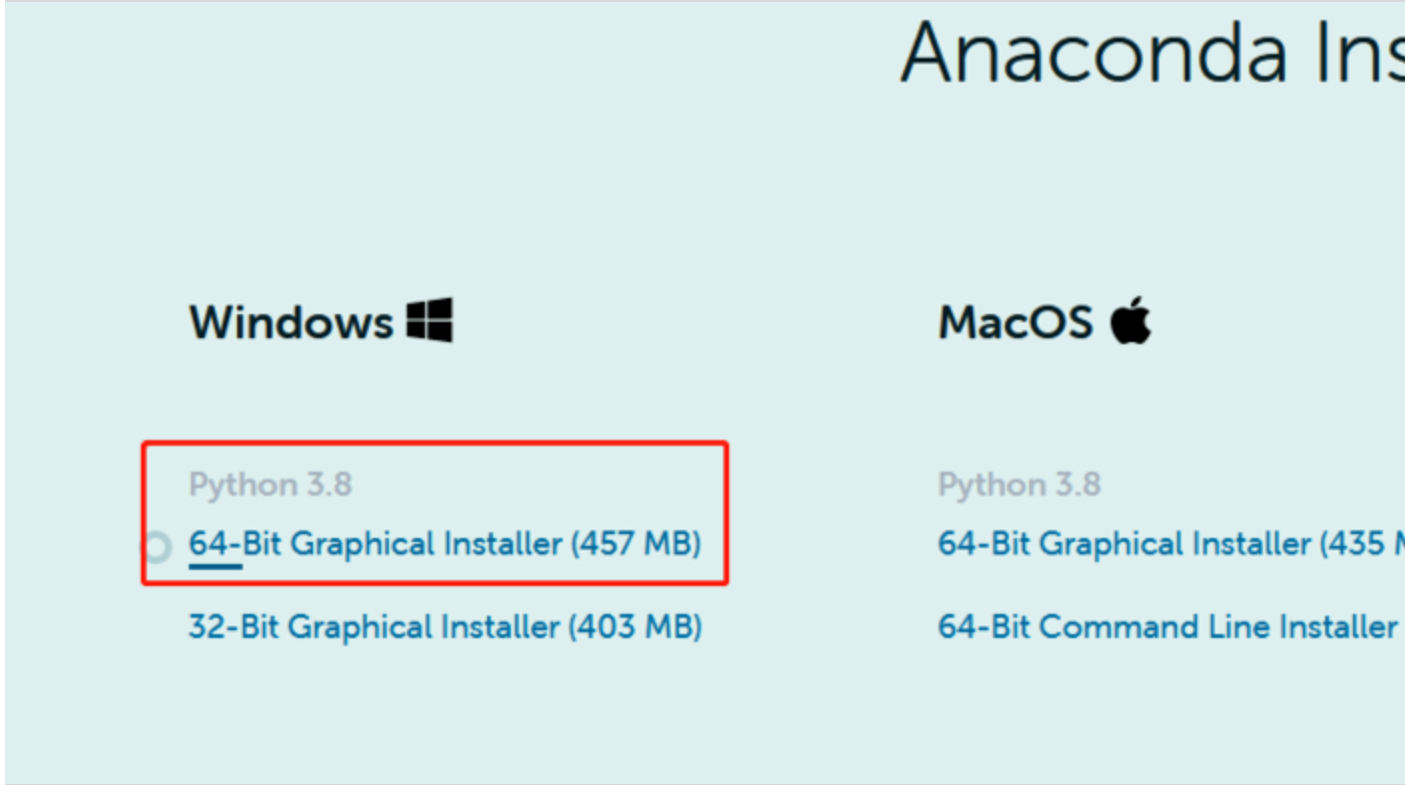 Anaconda Ins
Windows
MacOS
Python 3.8
64-Bit Graphical Installer (457 MB)
32-Bit Graphical Installer (403 MB)
Python 3.8
64-Bit Graphical Installer (435 M
64-Bit Command Line Installer